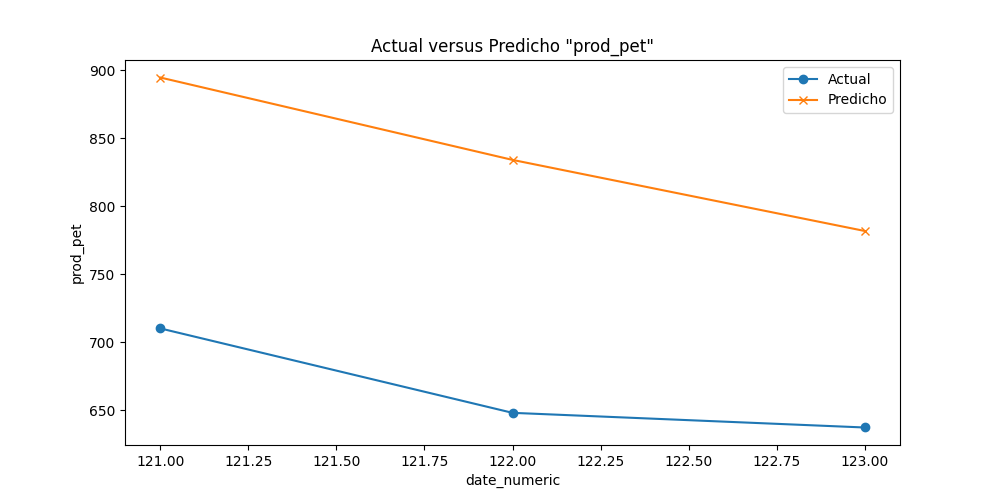 Actual versus Predicho "prod_pet"
Actual
Predicho
900
850
800
750
700
650
prod_pet
121.00 121.25 121.50 121.75 122.00 122.25 122.50 122.75 123.00
date_numeric